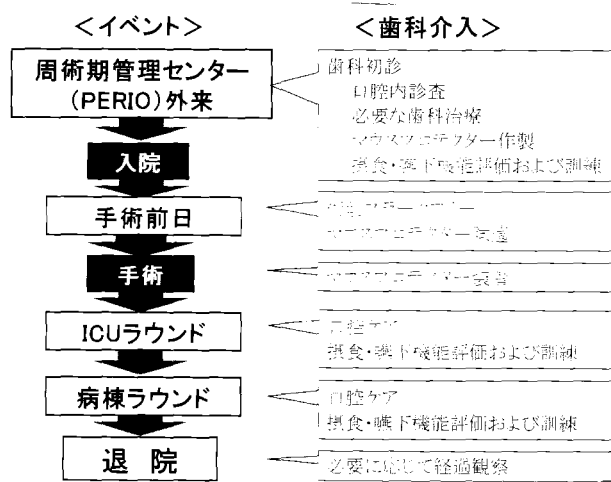 ＜イベント＞
＜歯科介入＞
周術期管理センター
(PERIO)外来
歯科初診
口腔内診査
必要な歯科治療
マウスプロテクター作製
摂食・嚥下機能評価および訓練
入院
手術前日
手術
ICUラウンド
口腔ケア
摂食・嚥下機能評価および訓練
病棟ラウンド
口腔ケア
摂食・嚥下機能評価および訓練
退 院
必要に応じて経過観察